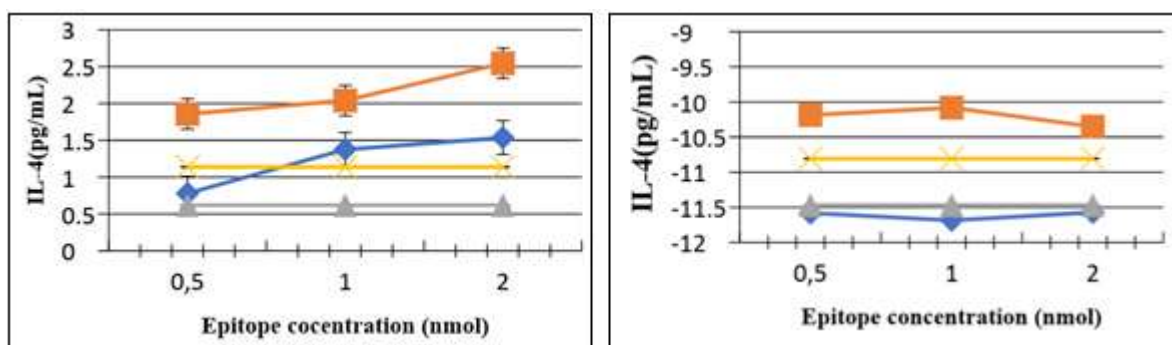 3
2.5
2
1.5
1
0.5
0
IL-4(pg/mL)
0,5 1 2
Epitope cocentration (nmol)
-9
-9.5
-10
-10.5
-11
-11.5
-12
IL-4(pg/mL)
0,5 1 2
Epitope concentration (nmol)